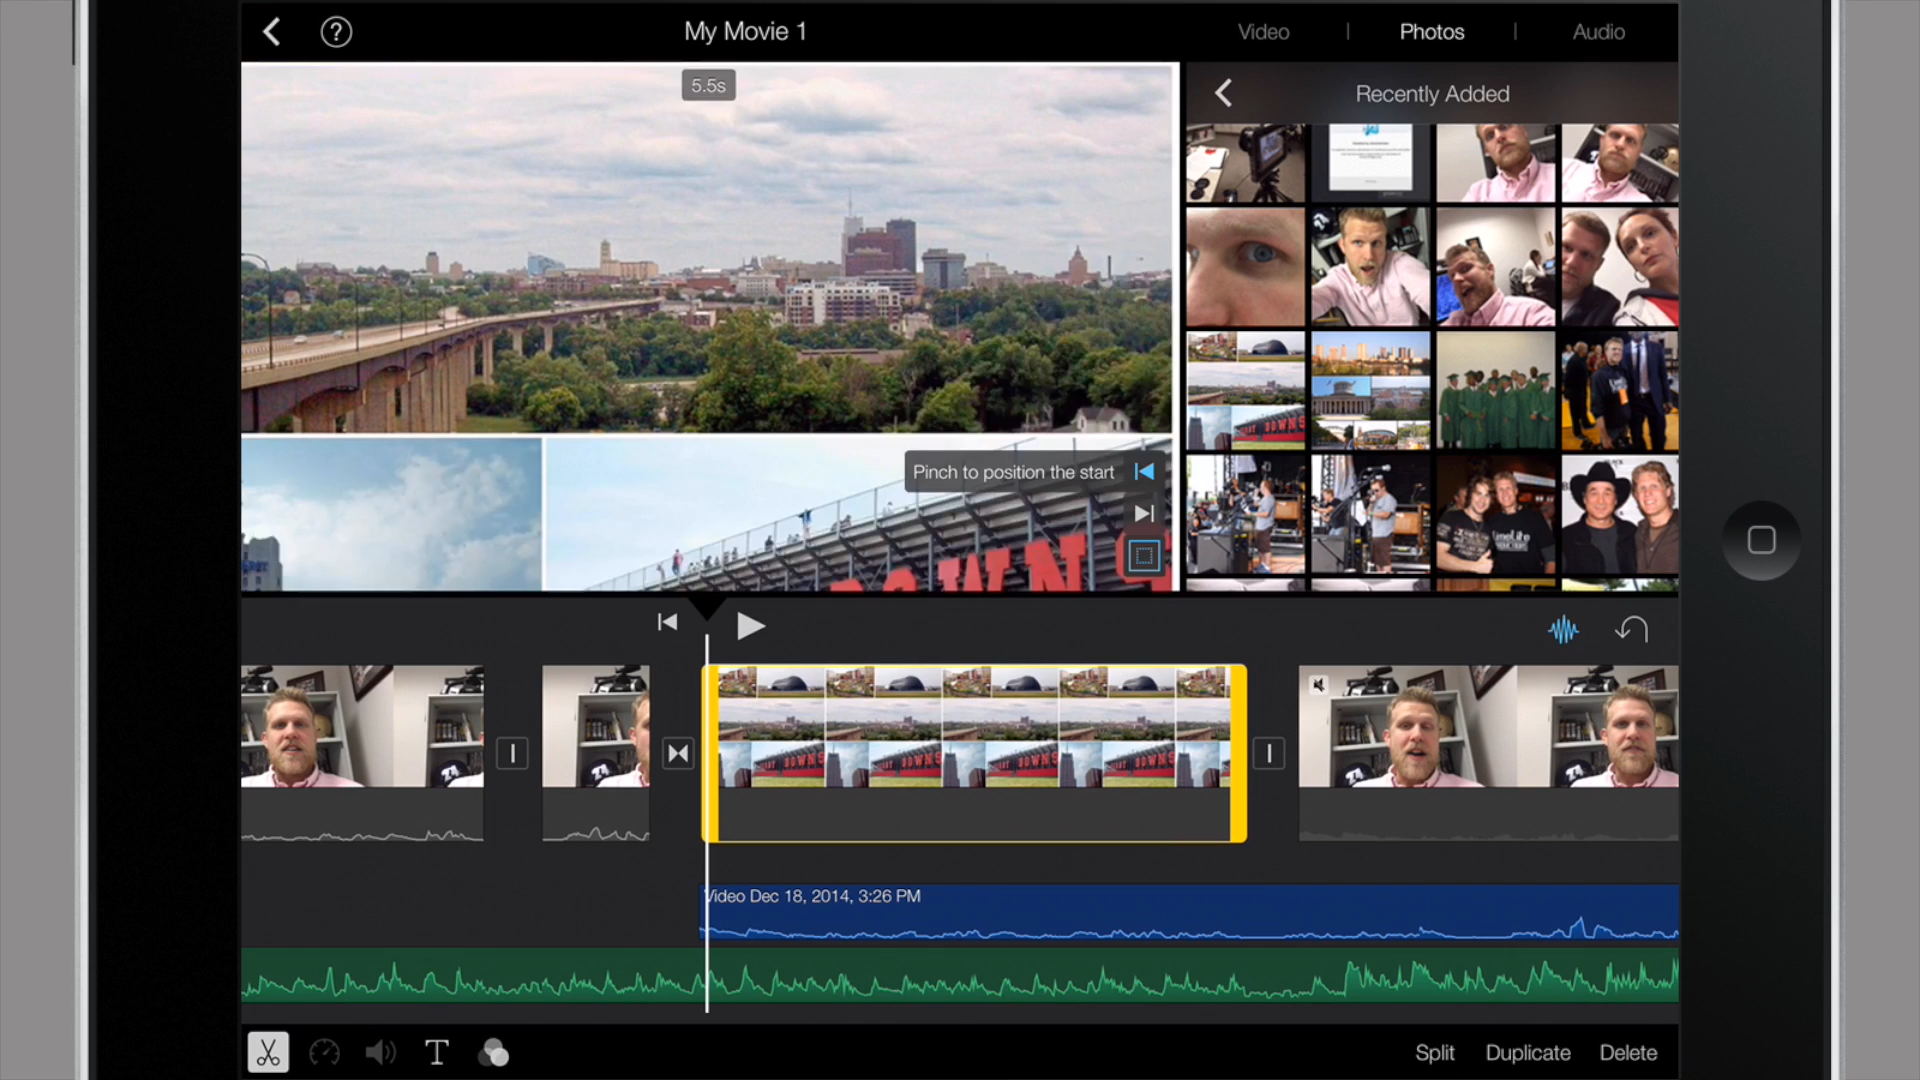 ?
My Movie 1
Video
Photos
Audio
5.5s
Recently Added
Pinch to position the start
OWN
Video Dec 18, 2014, 3:26 PM
T
Split
Duplicate
Delete